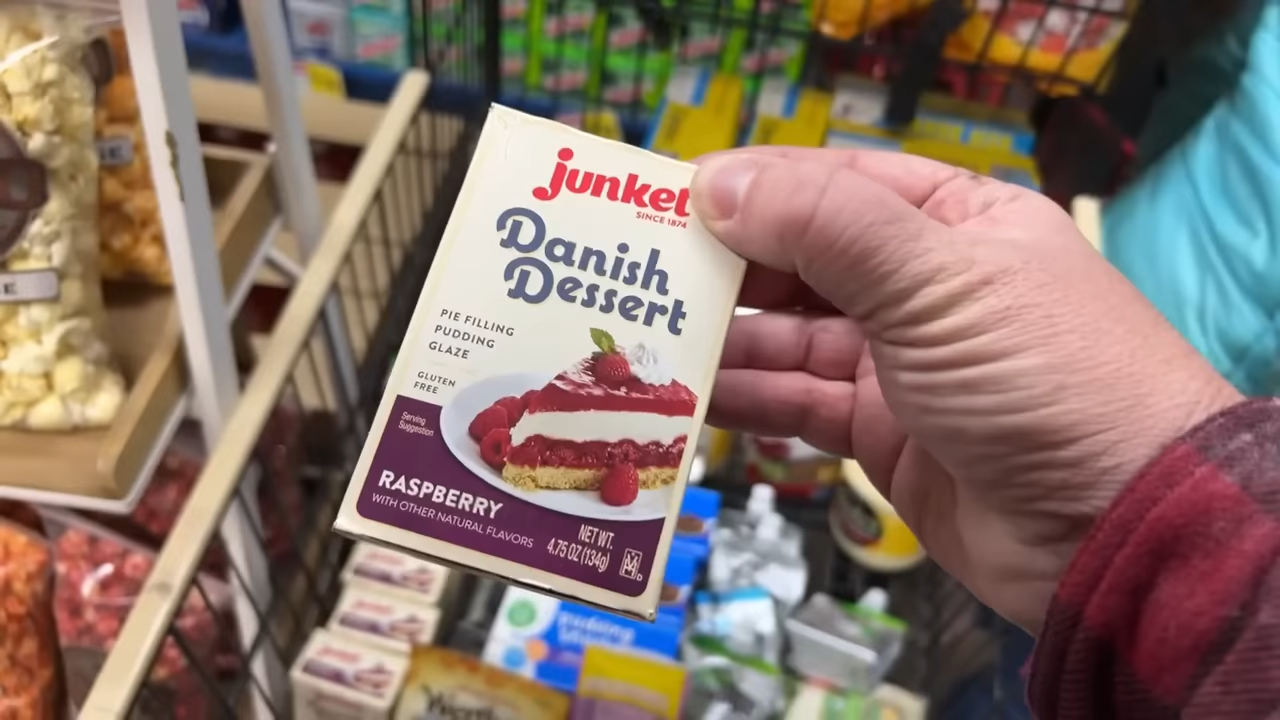 junket
SINCE 1874
Danish
Dessert
PIE FILLING
PUDDING
GLAZE
GLUTEN
FREE
Serving
Suggestion
RASPBERRY
WITH OTHER NATURAL FLAVORS
NET WT.
4.75 OZ (134g)
pudding